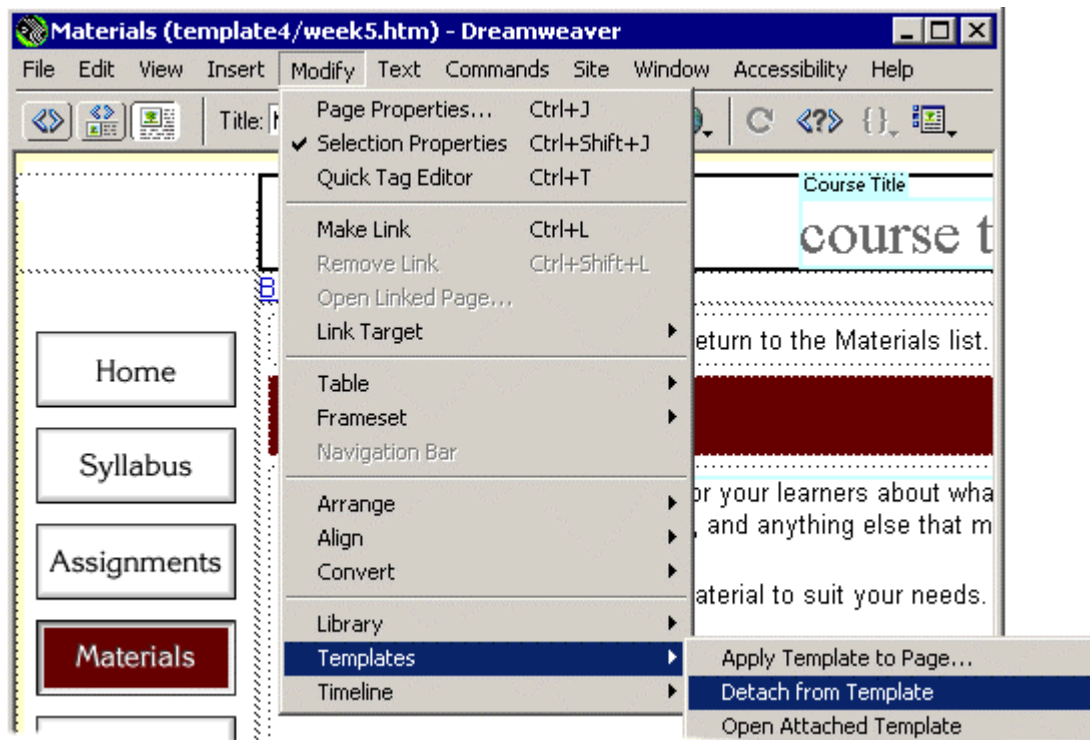 Materials (template4/week5.htm) - Dreamweaver
File Edit View Insert Modify Text Commands Site Window Accessibility Help
Title:
Page Properties... Ctrl+J
Selection Properties Ctrl+Shift+J
Quick Tag Editor Ctrl+T
Make Link Ctrl+L
Remove Link Ctrl+Shift+L
Open Linked Page...
Link Target
Table
Frameset
Navigation Bar
Arrange
Align
Convert
Library
Templates
Timeline
Apply Template to Page...
Detach from Template
Open Attached Template
Course Title
course t
eturn to the Materials list.
or your learners about wha
, and anything else that m
aterial to suit your needs.
Home
Syllabus
Assignments
Materials